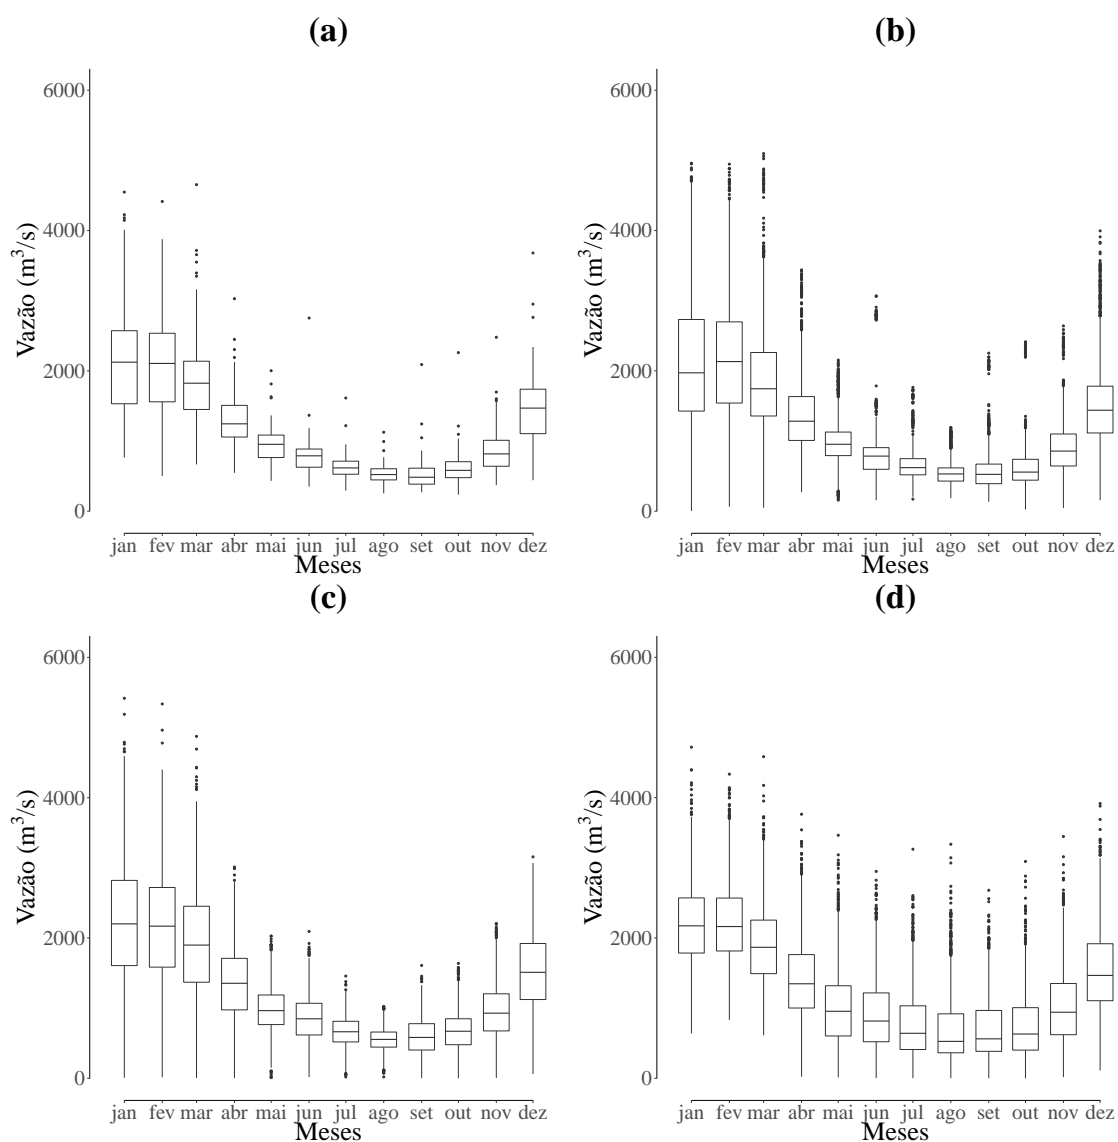 (a)
6000
4000
2000
0
Vazão (m³/s)
jan fev mar abr mai jun jul ago set out nov dez
Meses
(b)
6000
4000
2000
0
Vazão (m³/s)
jan fev mar abr mai jun jul ago set out nov dez
Meses
(c)
6000
4000
2000
0
Vazão (m³/s)
jan fev mar abr mai jun jul ago set out nov dez
Meses
(d)
6000
4000
2000
0
Vazão (m³/s)
jan fev mar abr mai jun jul ago set out nov dez
Meses